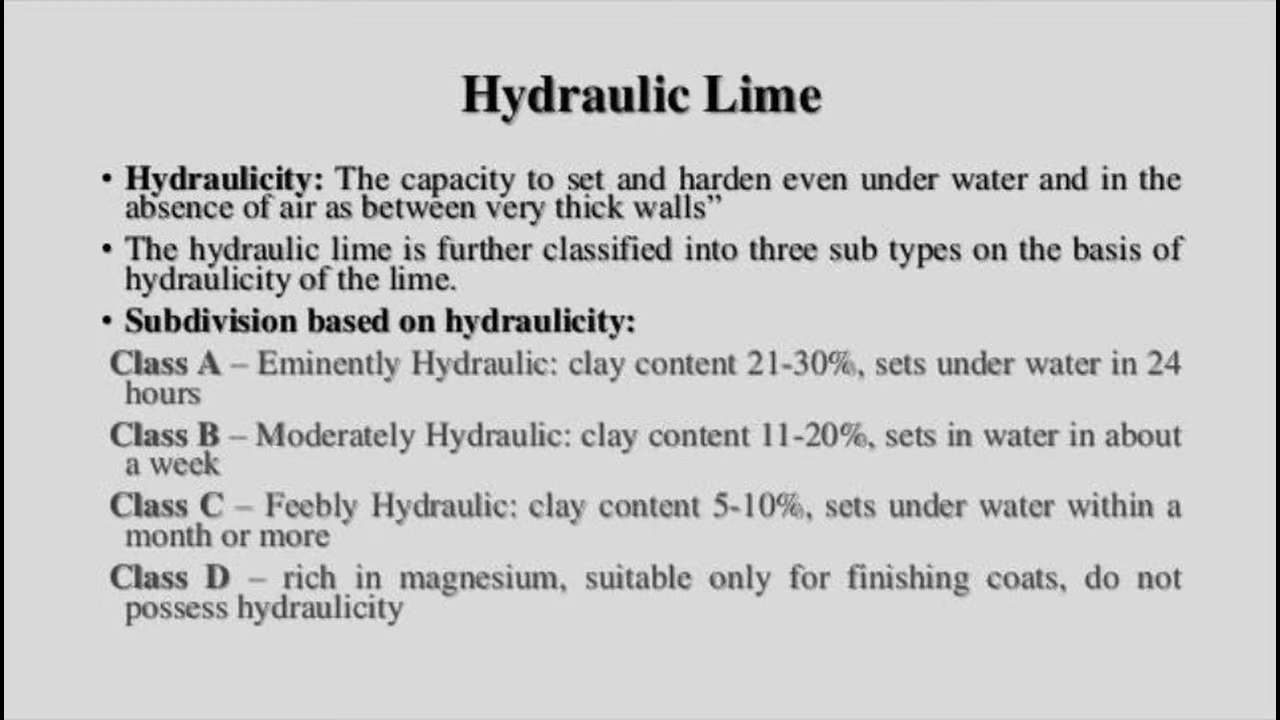 Hydraulic Lime
• Hydraulicity: The capacity to set and harden even under water and in the
absence of air as between very thick walls”
• The hydraulic lime is further classified into three sub types on the basis of
hydraulicity of the lime.
• Subdivision based on hydraulicity:
Class A – Eminently Hydraulic: clay content 21-30%, sets under water in 24
hours
Class B – Moderately Hydraulic: clay content 11-20%, sets in water in about
a week
Class C – Feebly Hydraulic: clay content 5-10%, sets under water within a
month or more
Class D – rich in magnesium, suitable only for finishing coats, do not
possess hydraulicity